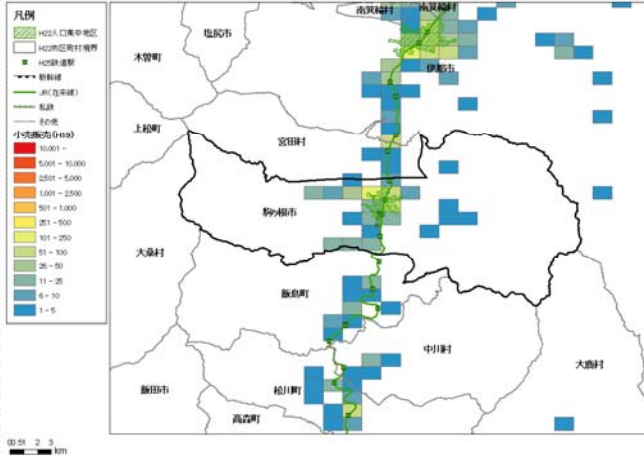 凡例
H22人口集中地区
H22市区町村境界
H25鉄道駅
新幹線
JR(在来線)
私鉄
その他
小売販売(H19)
10,001 -
5,001 - 10,000
2,501 - 5,000
1,001 - 2,500
501 - 1,000
251 - 500
101 - 250
51 - 100
26 - 50
11 - 25
6 - 10
1 - 5
南箕輪村
南箕輪村
塩尻市
木曽町
伊那市
上松町
宮田村
駒ヶ根市
大桑村
飯島町
中川村
大鹿村
飯田市
松川町
高森町
0 0.5 1 2 3 km